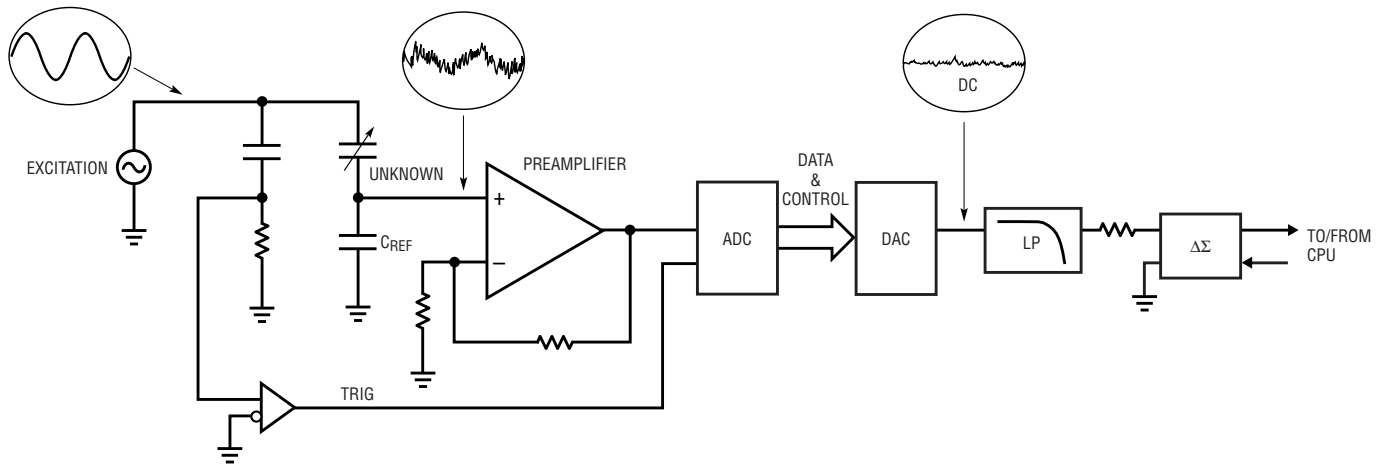 EXCITATION
UNKNOWN
CREF
+
–
PREAMPLIFIER
TRIG
ADC
DATA
&
CONTROL
DAC
DC
LP
ΔΣ
TO/FROM
CPU